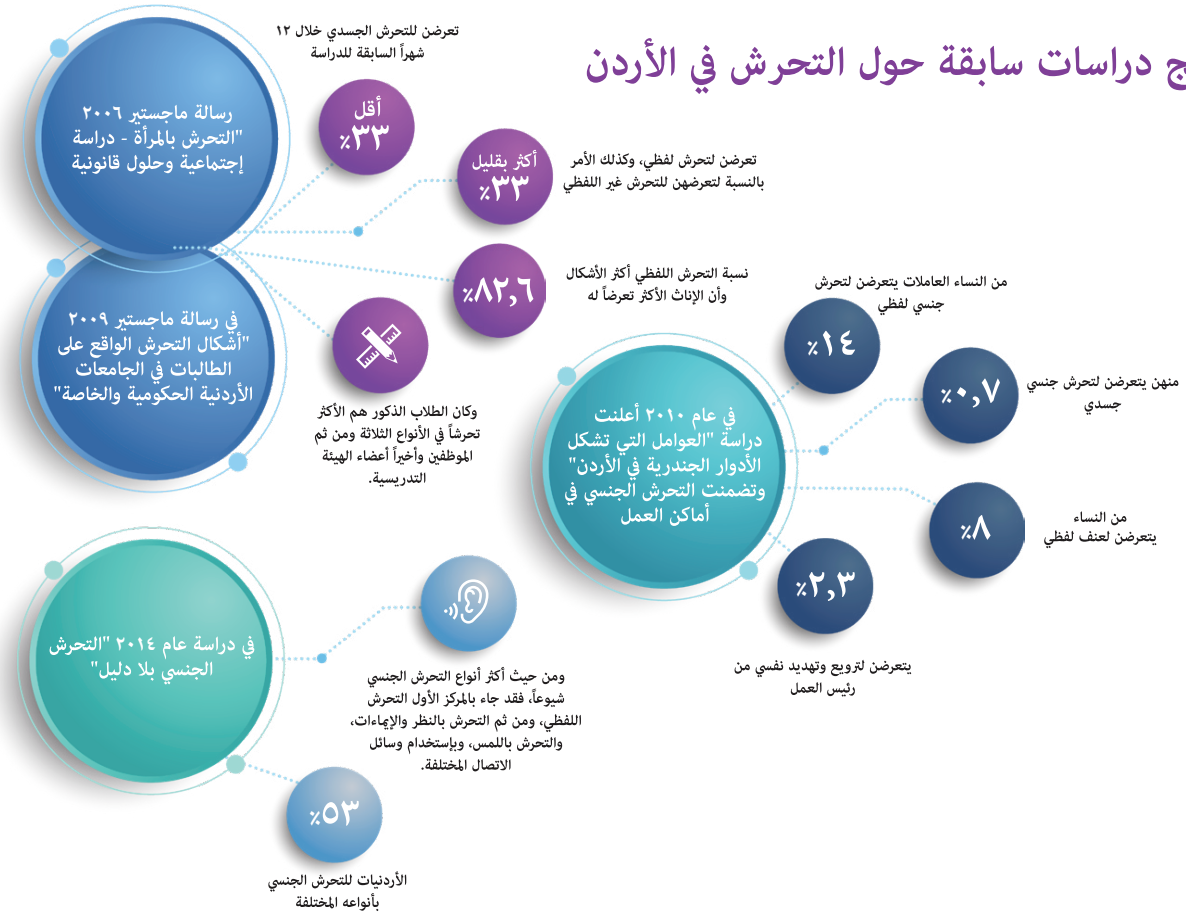 ج دراسات سابقة حول التحرش في الأردن
رسالة ماجستير ٢٠٠٦
"التحرش بالمرأة - دراسة
إجتماعية وحلول قانونية
تعرضن للتحرش الجسدي خلال ١٢
شهراً السابقة للدراسة
أقل
٣٣٪
أكثر بقليل
٣٣٪
تعرضن لتحرش لفظي، وكذلك الأمر
بالنسبة لتعرضهن للتحرش غير اللفظي
في رسالة ماجستير ٢٠٠٩
"أشكال التحرش الواقع على
الطالبات في الجامعات
الأردنية الحكومية والخاصة"
٨٢,٦٪
نسبة التحرش اللفظي أكثر الأشكال
وأن الإناث الأكثر تعرضاً له
وكان الطلاب الذكور هم الأكثر
تحرشاً في الأنواع الثلاثة ومن ثم
الموظفين وأخيراً أعضاء الهيئة
التدريسية.
في عام ٢٠١٠ أعلنت
دراسة "العوامل التي تشكل
الأدوار الجندرية في الأردن"
وتضمنت التحرش الجنسي في
أماكن العمل
من النساء العاملات يتعرضن لتحرش
جنسي لفظي
١٤٪
٠,٧٪
منهن يتعرضن لتحرش جنسي
جسدي
٨٪
من النساء
يتعرضن لعنف لفظي
٢,٣٪
يتعرضن لترويع وتهديد نفسي من
رئيس العمل
في دراسة عام ٢٠١٤ "التحرش
الجنسي بلا دليل"
ومن حيث أكثر أنواع التحرش الجنسي
شيوعاً، فقد جاء بالمركز الأول التحرش
اللفظي، ومن ثم التحرش بالنظر والإيماءات،
والتحرش باللمس، وبإستخدام وسائل
الاتصال المختلفة.
٥٣٪
الأردنيات للتحرش الجنسي
بأنواعه المختلفة